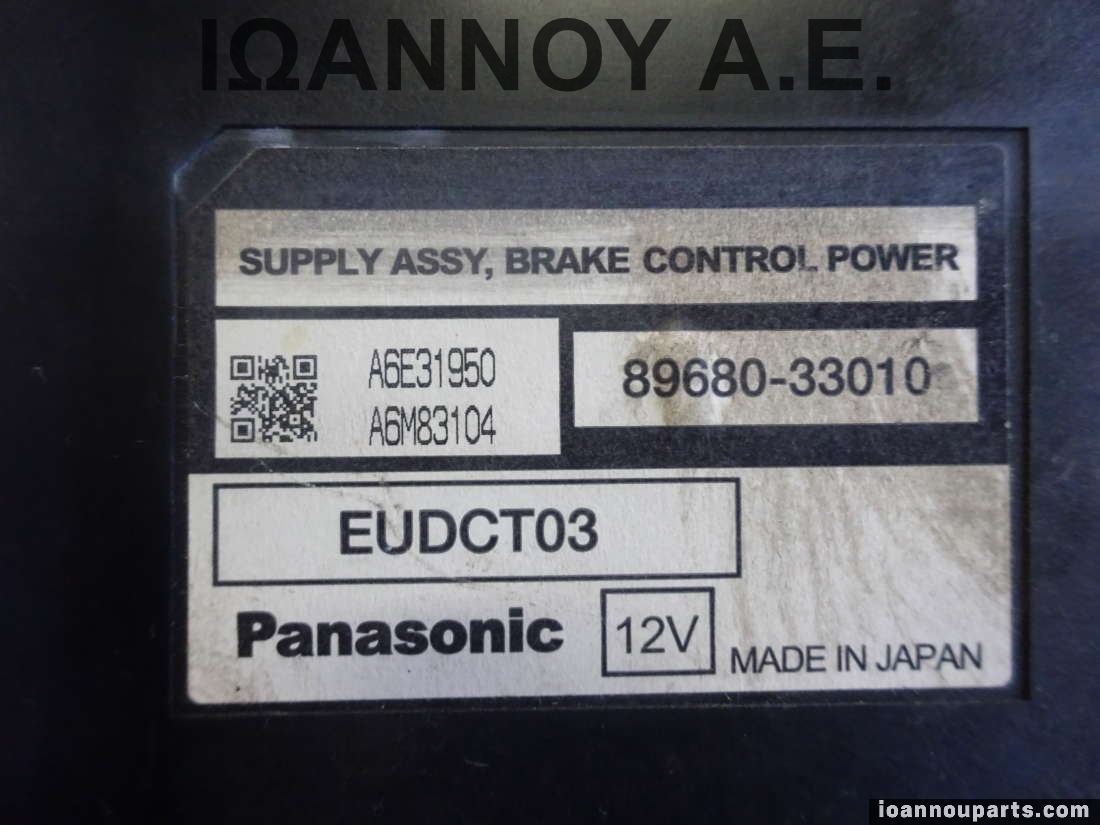 ΙΩΑΝΝΟΥ Α.Ε.
SUPPLY ASSY, BRAKE CONTROL POWER
A6E31950
A6M83104
89680-33010
EUDCT03
Panasonic
12V
MADE IN JAPAN
ioannouparts.com